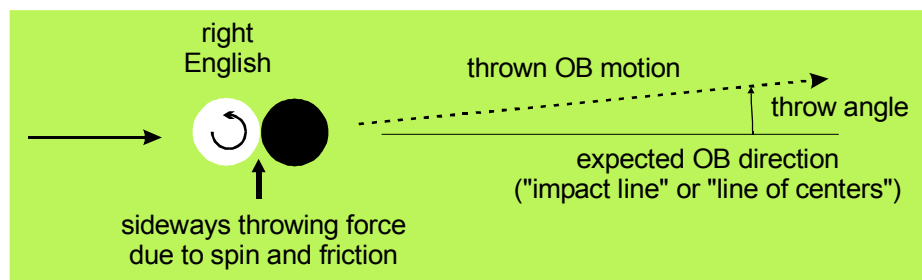 right
English
thrown OB motion
throw angle
expected OB direction
("impact line" or "line of centers")
sideways throwing force
due to spin and friction